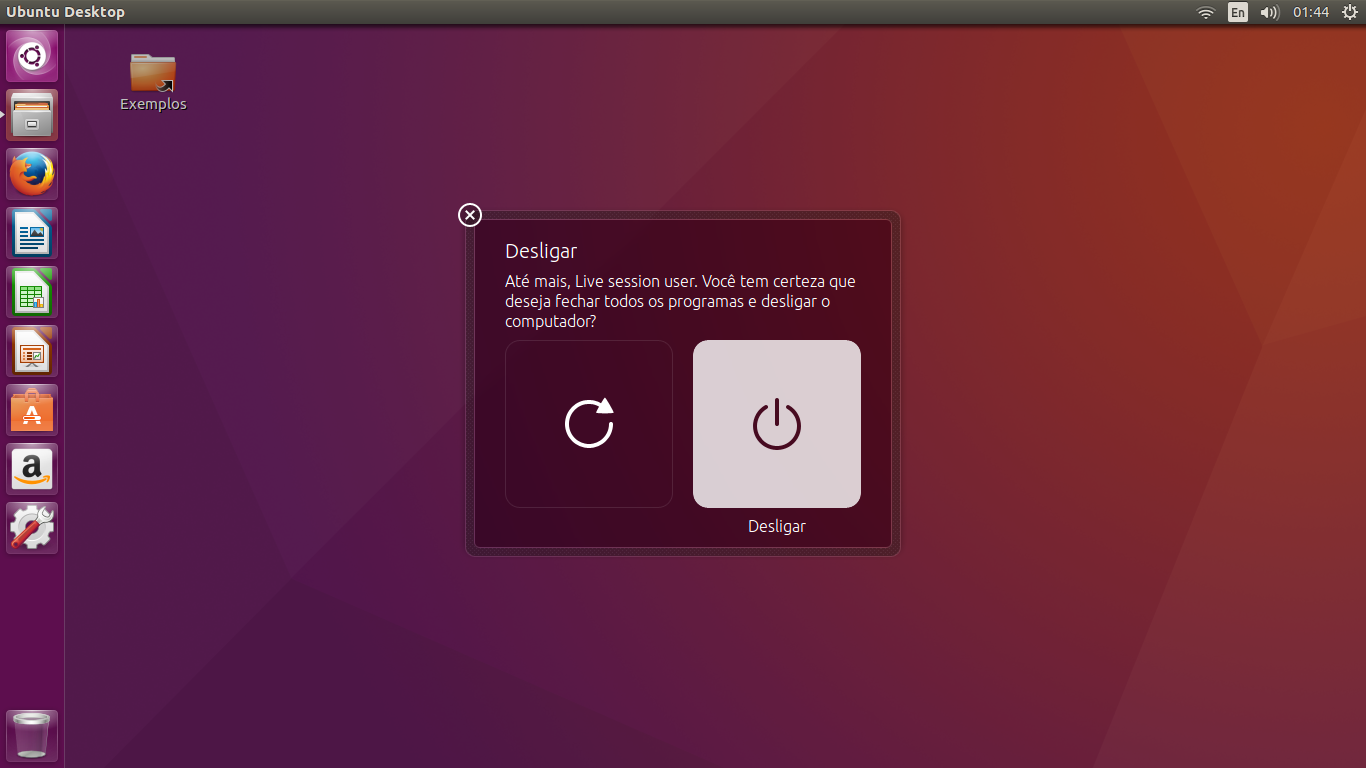 Ubuntu Desktop
En
01:44
Exemplos
Desligar
Até mais, Live session user. Você tem certeza que
deseja fechar todos os programas e desligar o
computador?
Desligar